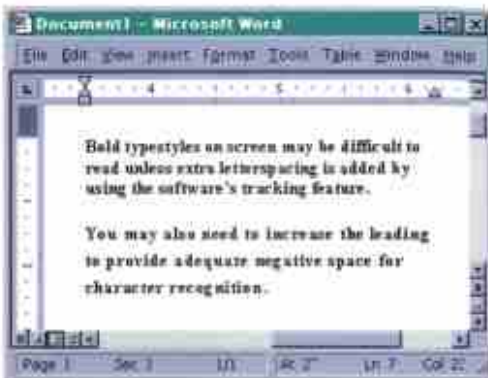 Document1 - Microsoft Word
File Edit View Insert Format Tools Table Window Help
4 5 6
Bold typestyles on screen may be difficult to
read unless extra letterspacing is added by
using the software's tracking feature.
You may also need to increase the leading
to provide adequate negative space for
character recognition.
Page 1 Sec 1 1/1 At 2" Ln 7